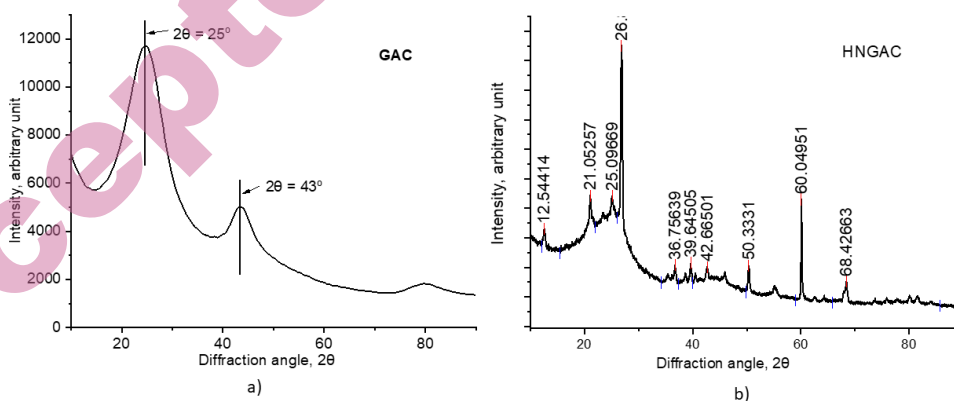 12000
10000
8000
6000
4000
2000
0
Intensity, arbitrary unit
2θ = 25°
GAC
2θ = 43°
20
40
60
80
Diffraction angle, 2θ
a)
Intensity, arbitrary unit
12.54414
21.05257
25.09669
26.
36.75639
39.64505
42.66501
50.3331
60.04951
68.42663
HNGAC
20
40
60
80
Diffraction angle, 2θ
b)